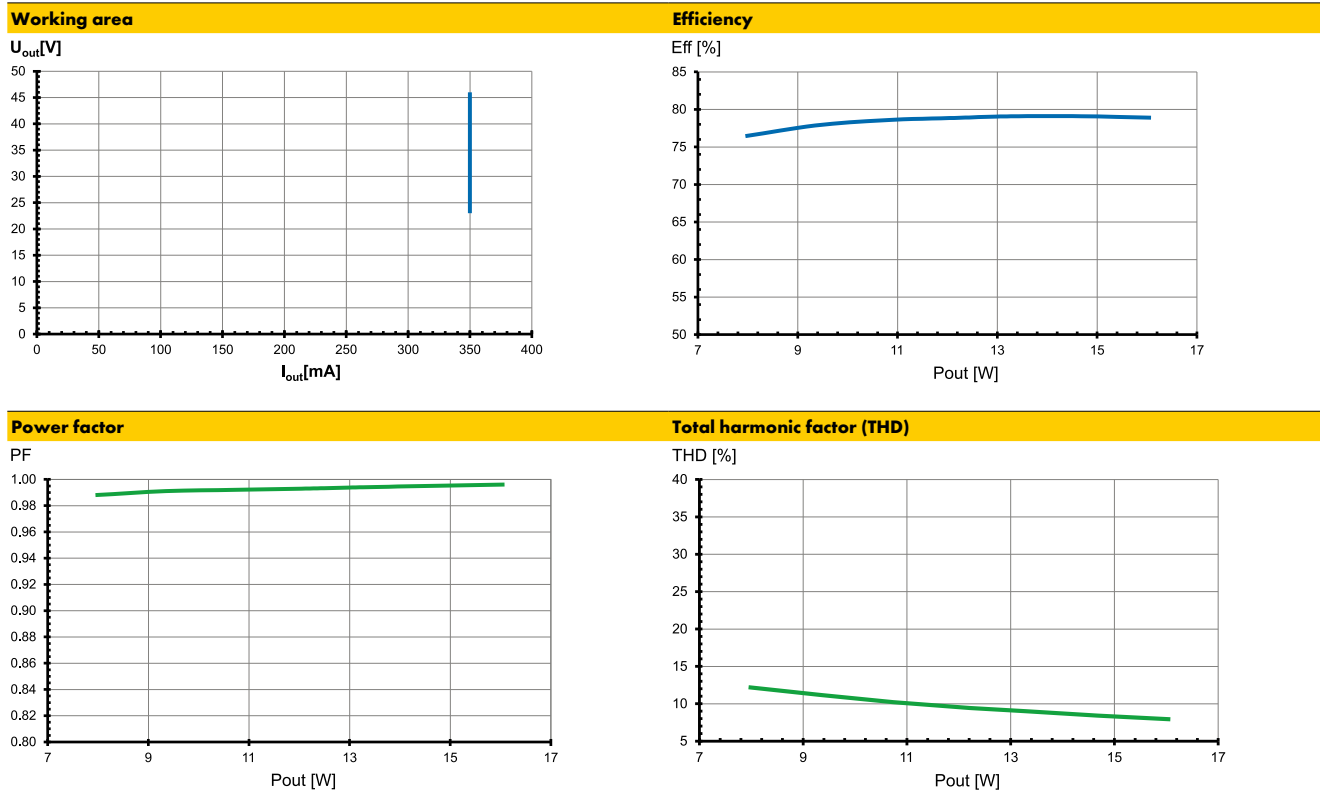 Working area
U_out[V]
50
45
40
35
30
25
20
15
10
5
0
0 50 100 150 200 250 300 350 400
I_out[mA]
Efficiency
Eff [%]
85
80
75
70
65
60
55
50
7 9 11 13 15 17
Pout [W]
Power factor
PF
1.00
0.98
0.96
0.94
0.92
0.90
0.88
0.86
0.84
0.82
0.80
7 9 11 13 15 17
Pout [W]
Total harmonic factor (THD)
THD [%]
40
35
30
25
20
15
10
5
7 9 11 13 15 17
Pout [W]